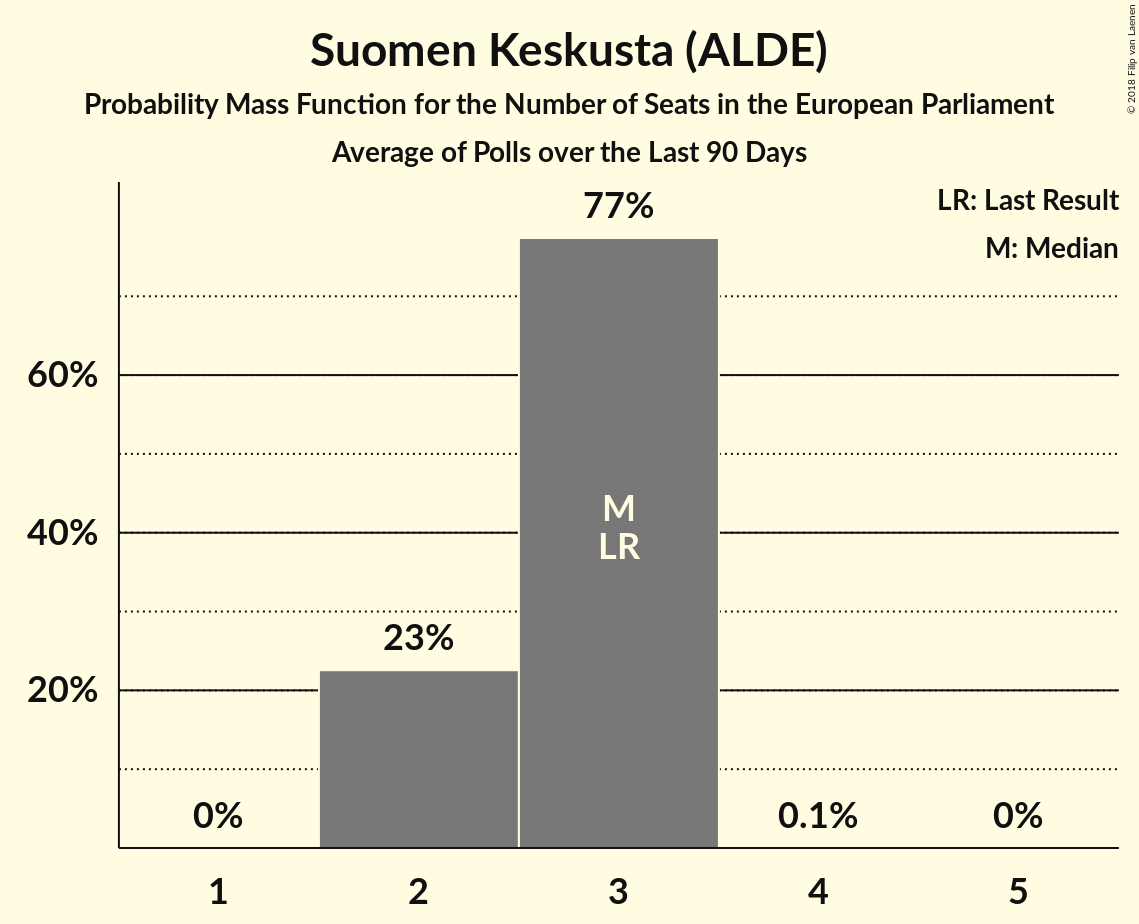 Suomen Keskusta (ALDE)
Probability Mass Function for the Number of Seats in the European Parliament
Average of Polls over the Last 90 Days
© 2018 Filip van Laenen
LR: Last Result
M: Median
77%
60%
M
40%
LR
23%
20%
0%
0.1%
0%
1 2 3 4 5